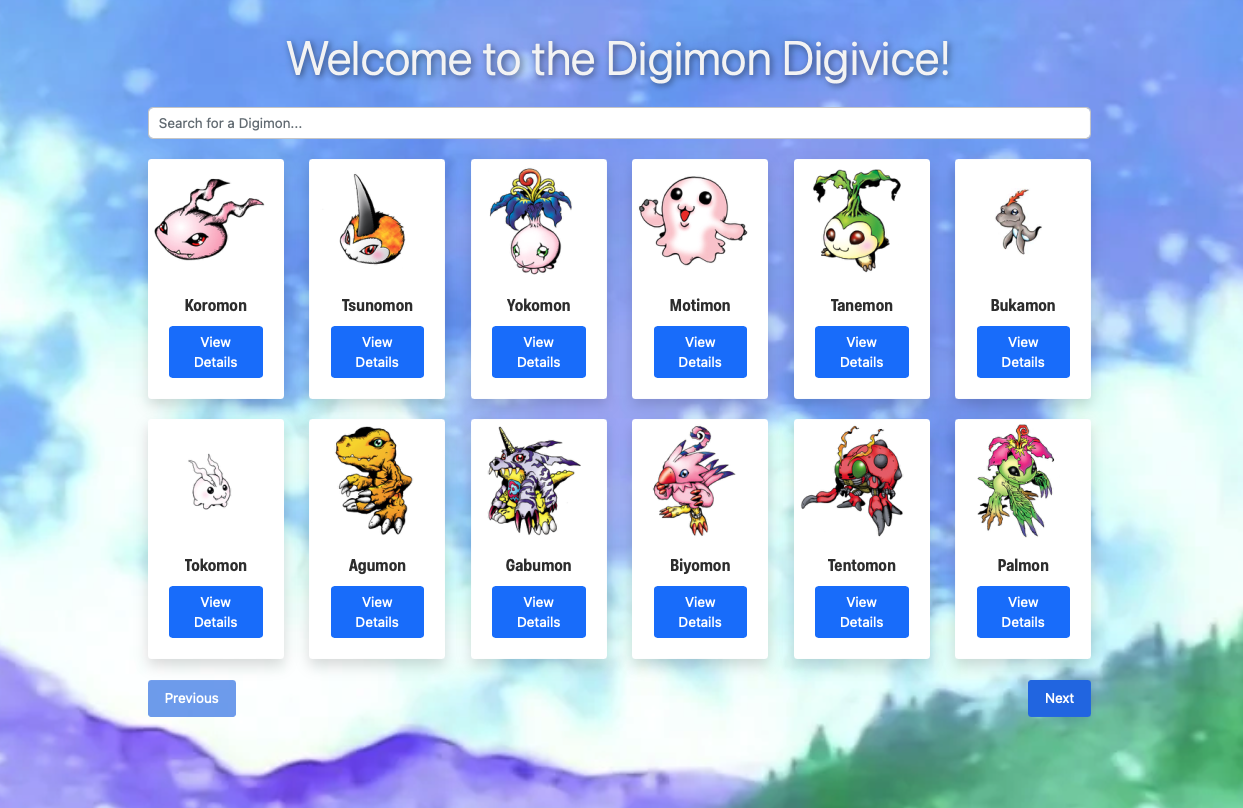 Welcome to the Digimon Digivice!
Search for a Digimon...
Koromon
View
Details
Tsunomon
View
Details
Yokomon
View
Details
Motimon
View
Details
Tanemon
View
Details
Bukamon
View
Details
Tokomon
View
Details
Agumon
View
Details
Gabumon
View
Details
Biyomon
View
Details
Tentomon
View
Details
Palmon
View
Details
Previous
Next